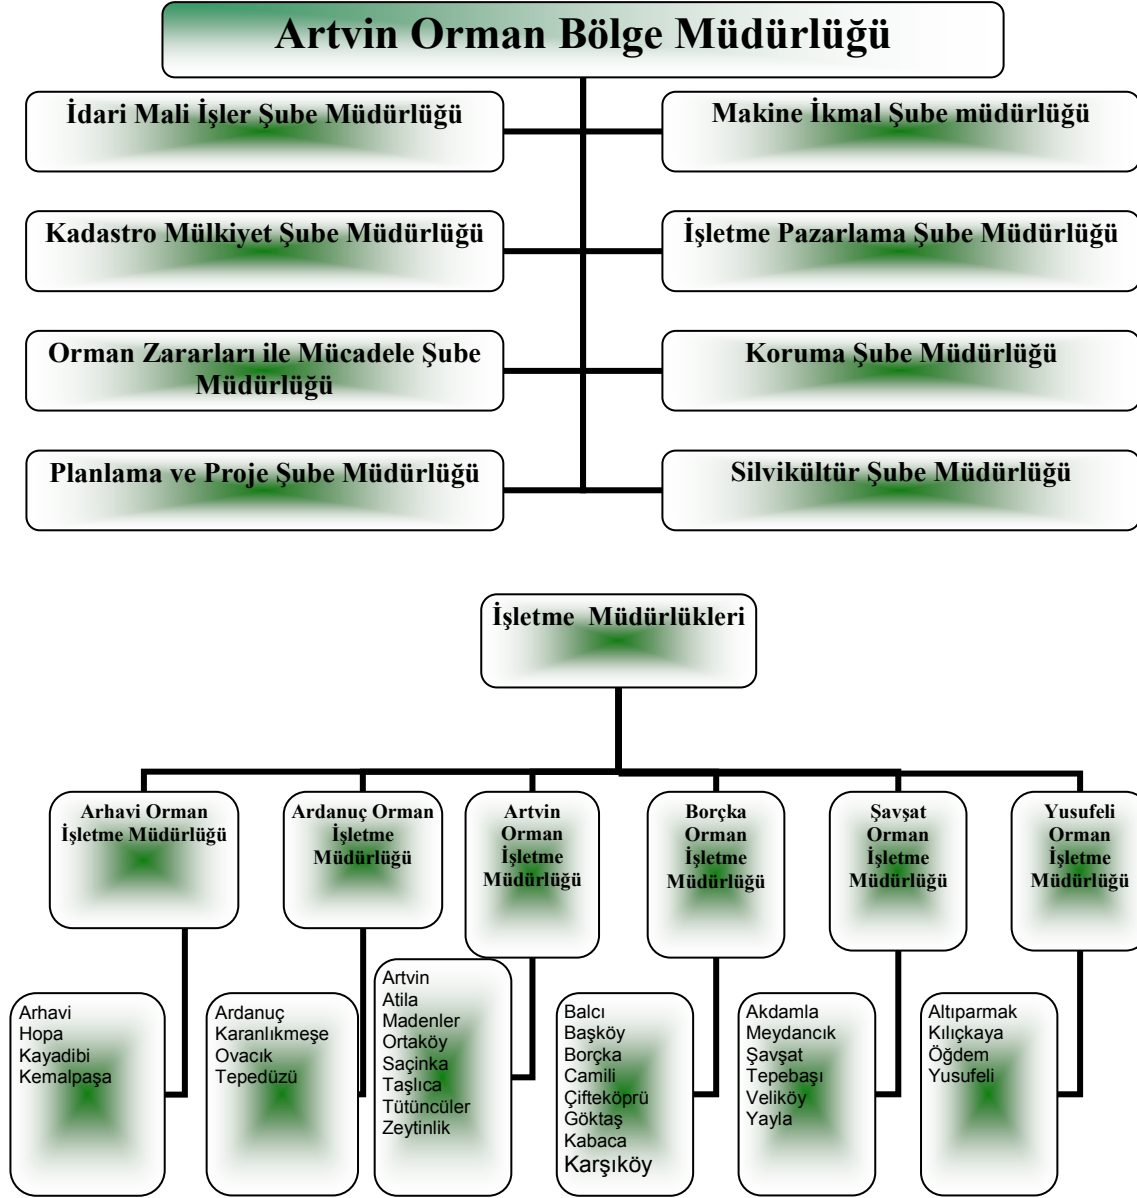 Artvin Orman Bölge Müdürlüğü
İdari Mali İşler Şube Müdürlüğü
Makine İkmal Şube müdürlüğü
Kadastro Mülkiyet Şube Müdürlüğü
İşletme Pazarlama Şube Müdürlüğü
Orman Zararları ile Mücadele Şube
Müdürlüğü
Koruma Şube Müdürlüğü
Planlama ve Proje Şube Müdürlüğü
Silvikültür Şube Müdürlüğü
İşletme Müdürlükleri
Arhavi Orman
İşletme Müdürlüğü
Ardanuç Orman
İşletme
Müdürlüğü
Artvin
Orman
İşletme
Müdürlüğü
Borçka
Orman
İşletme
Müdürlüğü
Şavşat
Orman
İşletme
Müdürlüğü
Yusufeli
Orman
İşletme
Müdürlüğü
Arhavi
Hopa
Kayadibi
Kemalpaşa
Ardanuç
Karanlıkmeşe
Ovacık
Tepedüzü
Artvin
Atila
Madenler
Ortaköy
Saçinka
Taşlıca
Tütüncüler
Zeytinlik
Balcı
Başköy
Borçka
Camili
Çifteköprü
Göktaş
Kabaca
Karşıköy
Akdamla
Meydancık
Şavşat
Tepebaşı
Veliköy
Yayla
Altıparmak
Kılıçkaya
Öğdem
Yusufeli